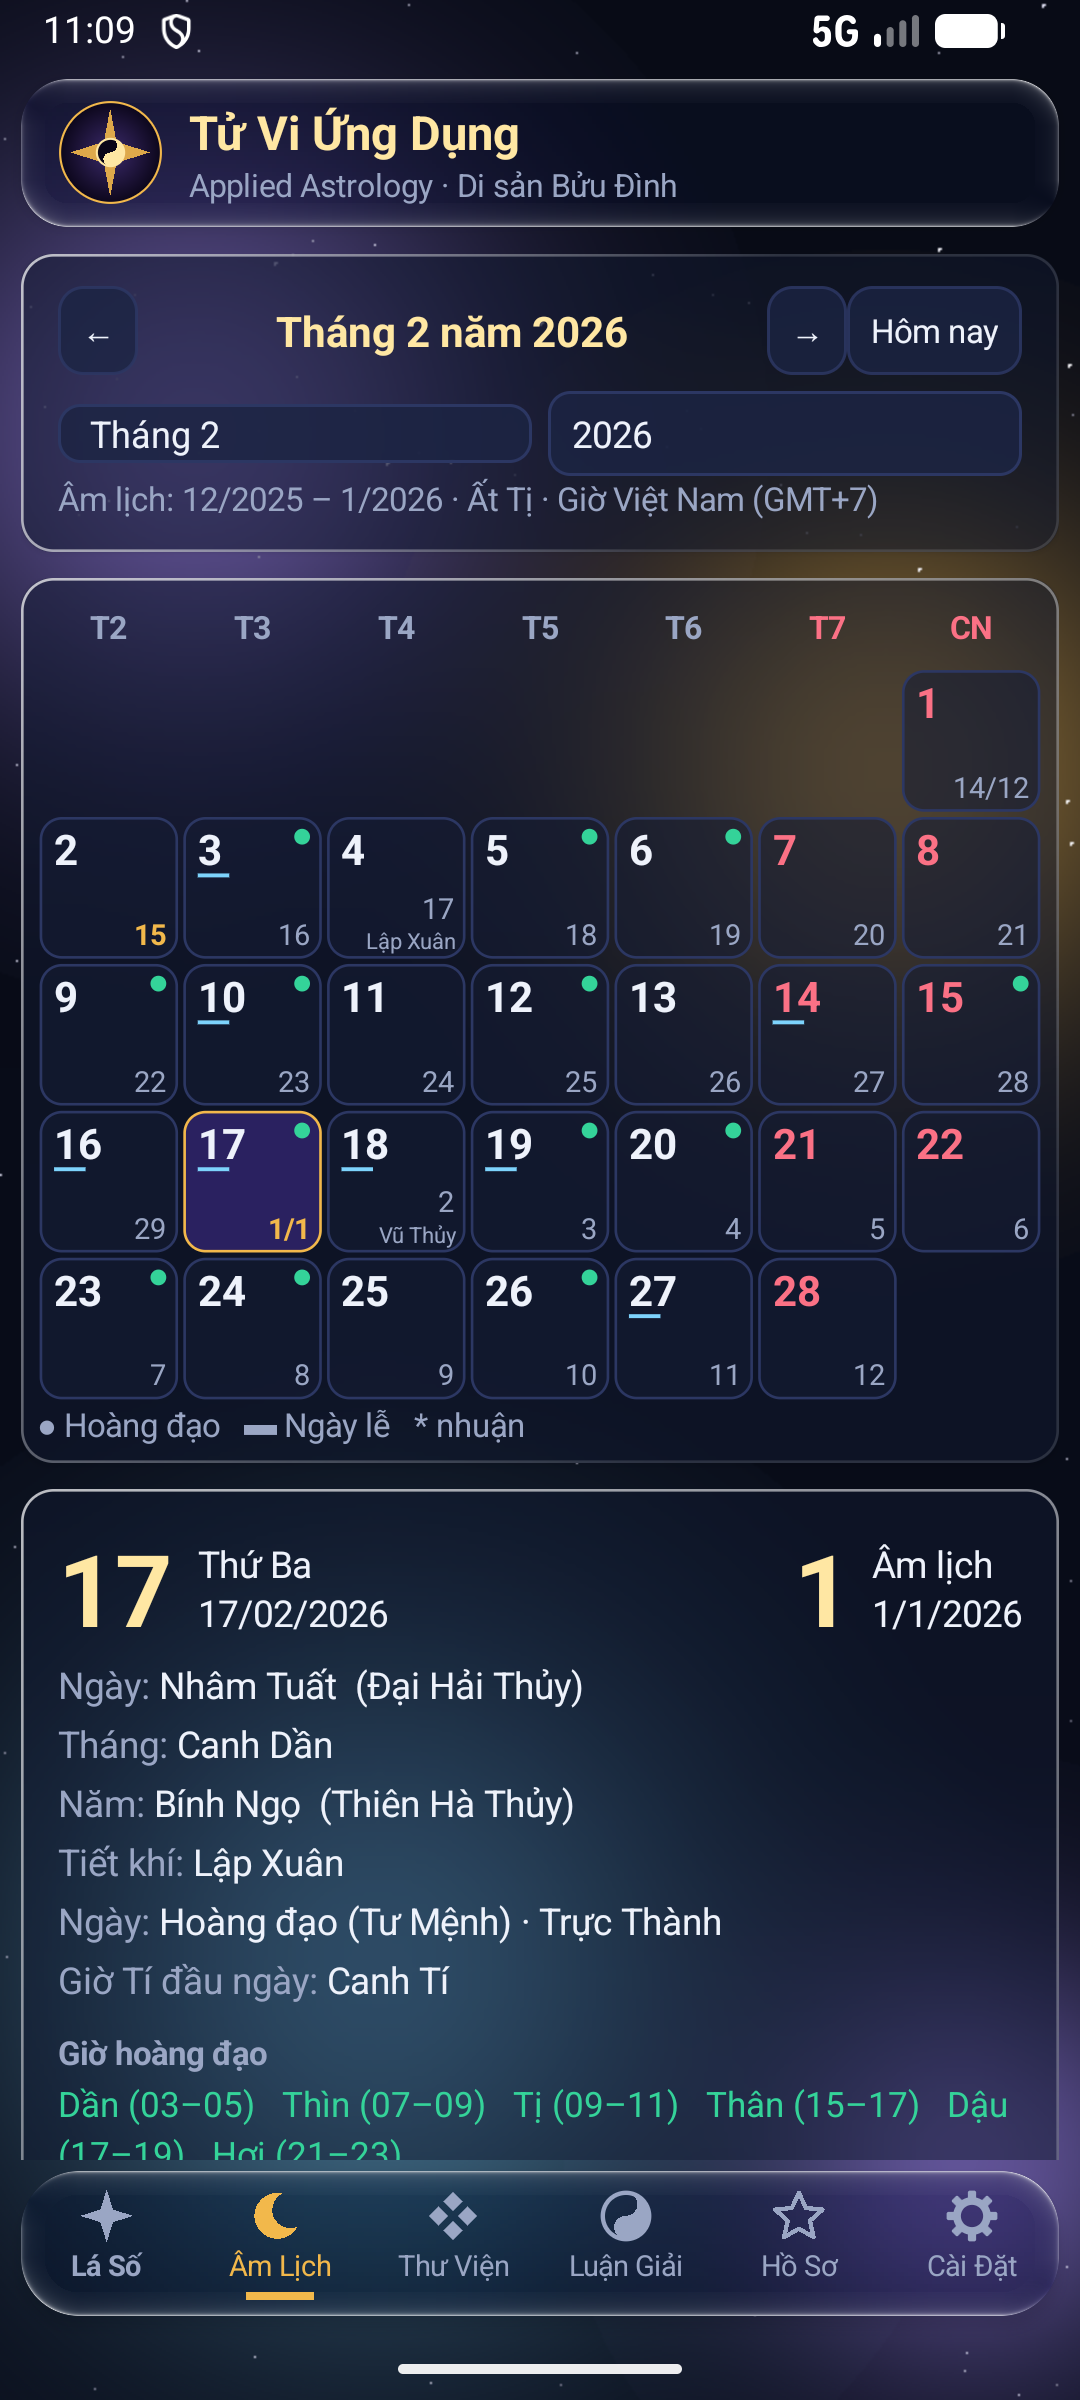 11:09 5G
Tử Vi Ứng Dụng
Applied Astrology · Di sản Bửu Đình
← Tháng 2 năm 2026 → Hôm nay
Tháng 2 2026
Âm lịch: 12/2025 – 1/2026 · Ất Tị · Giờ Việt Nam (GMT+7)
T2 T3 T4 T5 T6 T7 CN
1
14/12
2 3 4 5 6 7 8
15 16 17 18 19 20 21
Lập Xuân
9 10 11 12 13 14 15
22 23 24 25 26 27 28
16 17 18 19 20 21 22
29 1/1 2 3 4 5 6
Vũ Thủy
23 24 25 26 27 28
7 8 9 10 11 12
● Hoàng đạo ▬ Ngày lễ * nhuận
17 Thứ Ba 1 Âm lịch
17/02/2026 1/1/2026
Ngày: Nhâm Tuất (Đại Hải Thủy)
Tháng: Canh Dần
Năm: Bính Ngọ (Thiên Hà Thủy)
Tiết khí: Lập Xuân
Ngày: Hoàng đạo (Tư Mệnh) · Trực Thành
Giờ Tí đầu ngày: Canh Tí
Giờ hoàng đạo
Dần (03–05) Thìn (07–09) Tị (09–11) Thân (15–17) Dậu
(17–19) Hợi (21–23)
Lá Số Âm Lịch Thư Viện Luận Giải Hồ Sơ Cài Đặt